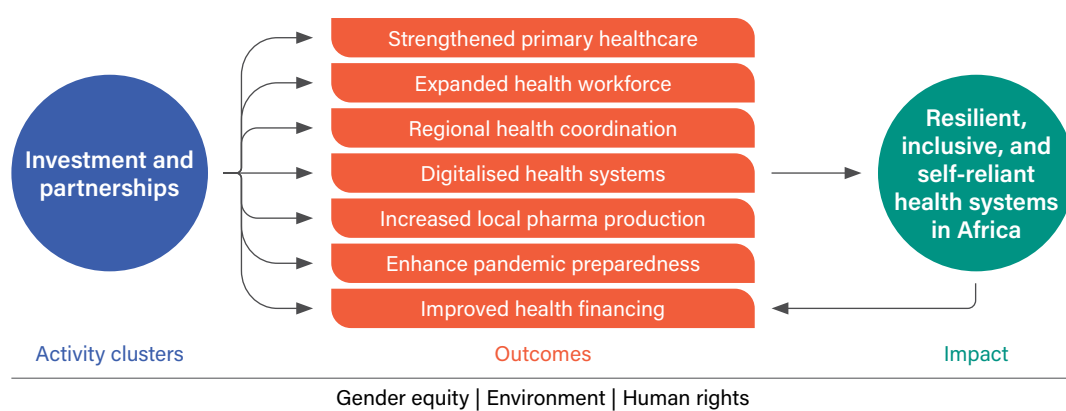 Investment and
partnerships
Strengthened primary healthcare
Expanded health workforce
Regional health coordination
Digitalised health systems
Increased local pharma production
Enhance pandemic preparedness
Improved health financing
Resilient,
inclusive, and
self-reliant
health systems
in Africa
Activity clusters
Outcomes
Impact
Gender equity | Environment | Human rights